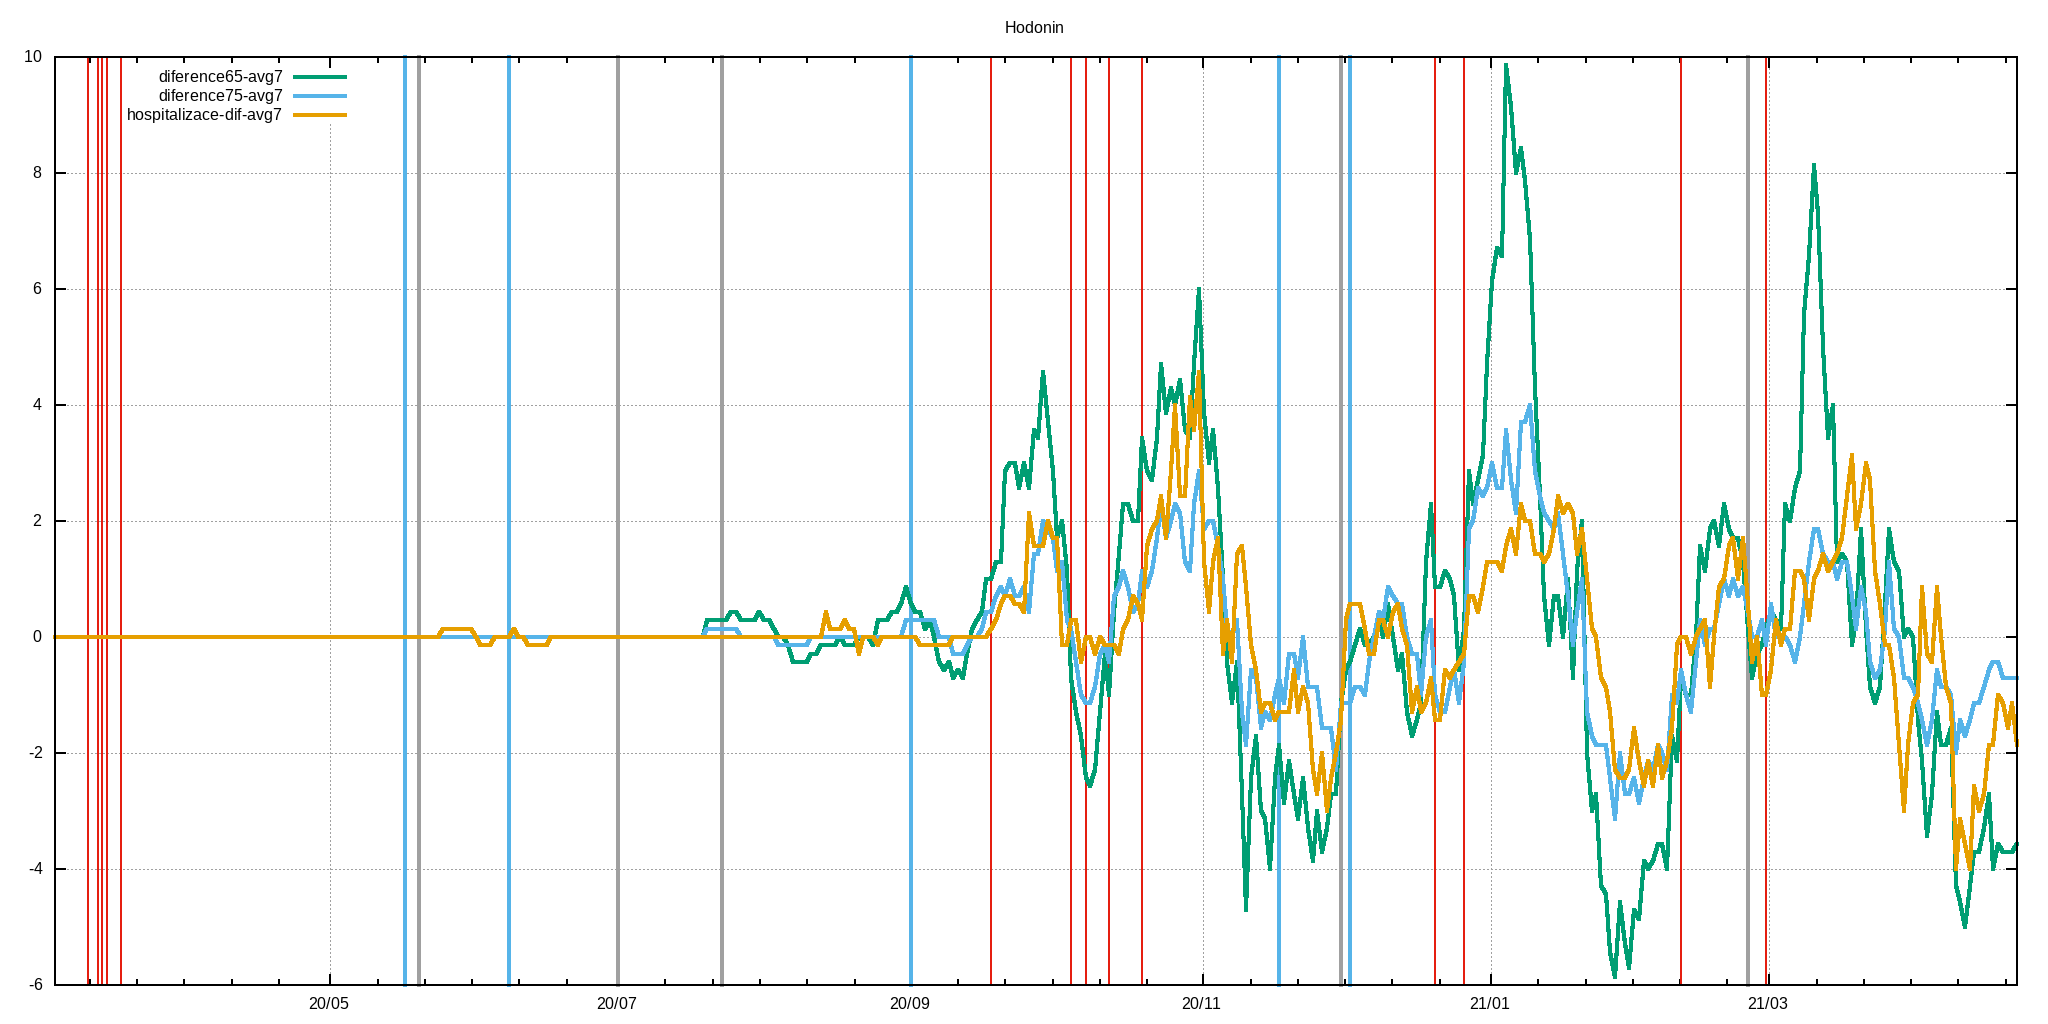 Hodonin
10
diference65-avg7
diference75-avg7
hospitalizace-dif-avg7
8
6
4
2
0
-2
-4
-6
20/05 20/07 20/09 20/11 21/01 21/03